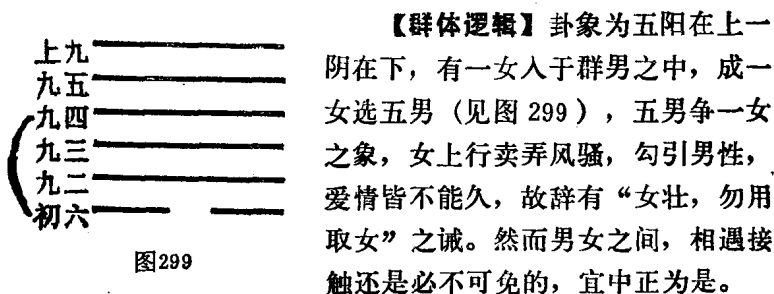 上九
九五
九四
九三
九二
初六
图299
【群体逻辑】卦象为五阳在上一
阴在下，有一女入于群男之中，成一
女选五男（见图 299），五男争一女
之象，女上行卖弄风骚，勾引男性，
爱情皆不能久，故辞有“女壮，勿用
取女”之诫。然而男女之间，相遇接
触还是必不可免的，宜中正为是。